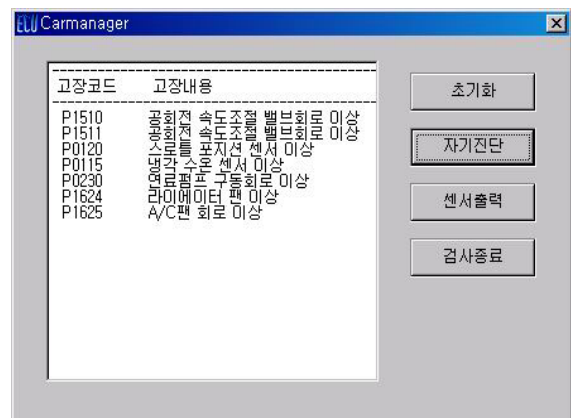 ECU Carmanager
고장코드 고장내용
P1510 공회전 속도조절 밸브회로 이상
P1511 공회전 속도조절 밸브회로 이상
P0120 스로틀 포지션 센서 이상
P0115 냉각 수온 센서 이상
P0230 연료펌프 구동회로 이상
P1624 라이에이터 팬 이상
P1625 A/C팬 회로 이상
초기화
자기진단
센서출력
검사종료